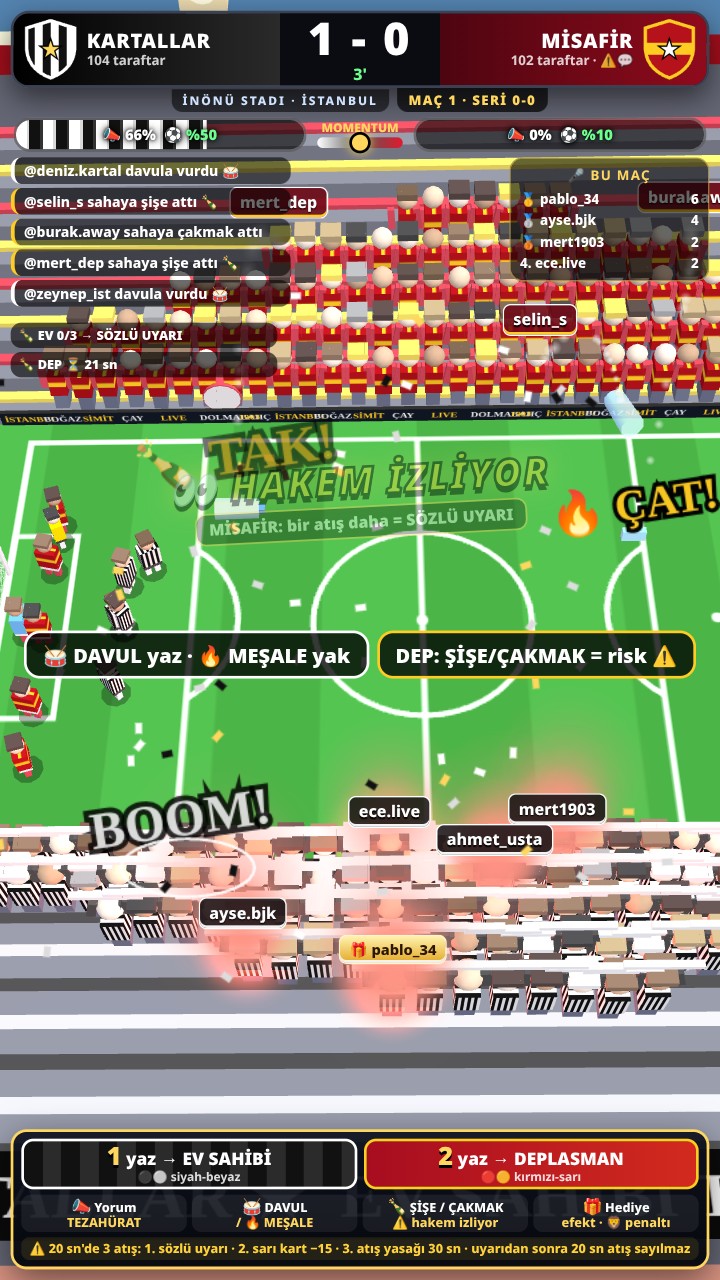 KARTALLAR
104 taraftar
1 - 0
3'
MİSAFİR
102 taraftar · ⚠️💬
İNÖNÜ STADI · İSTANBUL
MAÇ 1 · SERİ 0-0
📣 66% ⚽ %50
MOMENTUM
📣 0% ⚽ %10
@deniz.kartal davula vurdu 🥁
@selin_s sahaya şişe attı 🍾
mert_dep
@burak.away sahaya çakmak attı
@mert_dep sahaya şişe attı 🍾
@zeynep_ist davula vurdu 🥁
🎤 BU MAÇ
🥇 pablo_34 6
🥈 ayse.bjk 4
🥉 mert1903 2
4. ece.live 2
selin_s
🍾 EV 0/3 → SÖZLÜ UYARI
🍾 DEP ⏳ 21 sn
SİMİT ÇAY LIVE
TAK!
👀 HAKEM İZLİYOR
MİSAFİR: bir atış daha = SÖZLÜ UYARI
ÇAT!
🥁 DAVUL yaz · 🔥 MEŞALE yak
DEP: ŞİŞE/ÇAKMAK = risk ⚠️
BOOM!
ece.live
mert1903
ahmet_usta
ayse.bjk
🎁 pablo_34
1 yaz → EV SAHİBİ
⚫⚪ siyah-beyaz
2 yaz → DEPLASMAN
🔴🟠 kırmızı-sarı
📣 Yorum
TEZAHÜRAT
🥁 DAVUL
/ 🔥 MEŞALE
🍾 ŞİŞE / ÇAKMAK
⚠️ hakem izliyor
🎁 Hediye
efekt · 🦁 penaltı
⚠️ 20 sn'de 3 atış: 1. sözlü uyarı · 2. sarı kart −15 · 3. atış yasağı 30 sn · uyarıdan sonra 20 sn atış sayılmaz